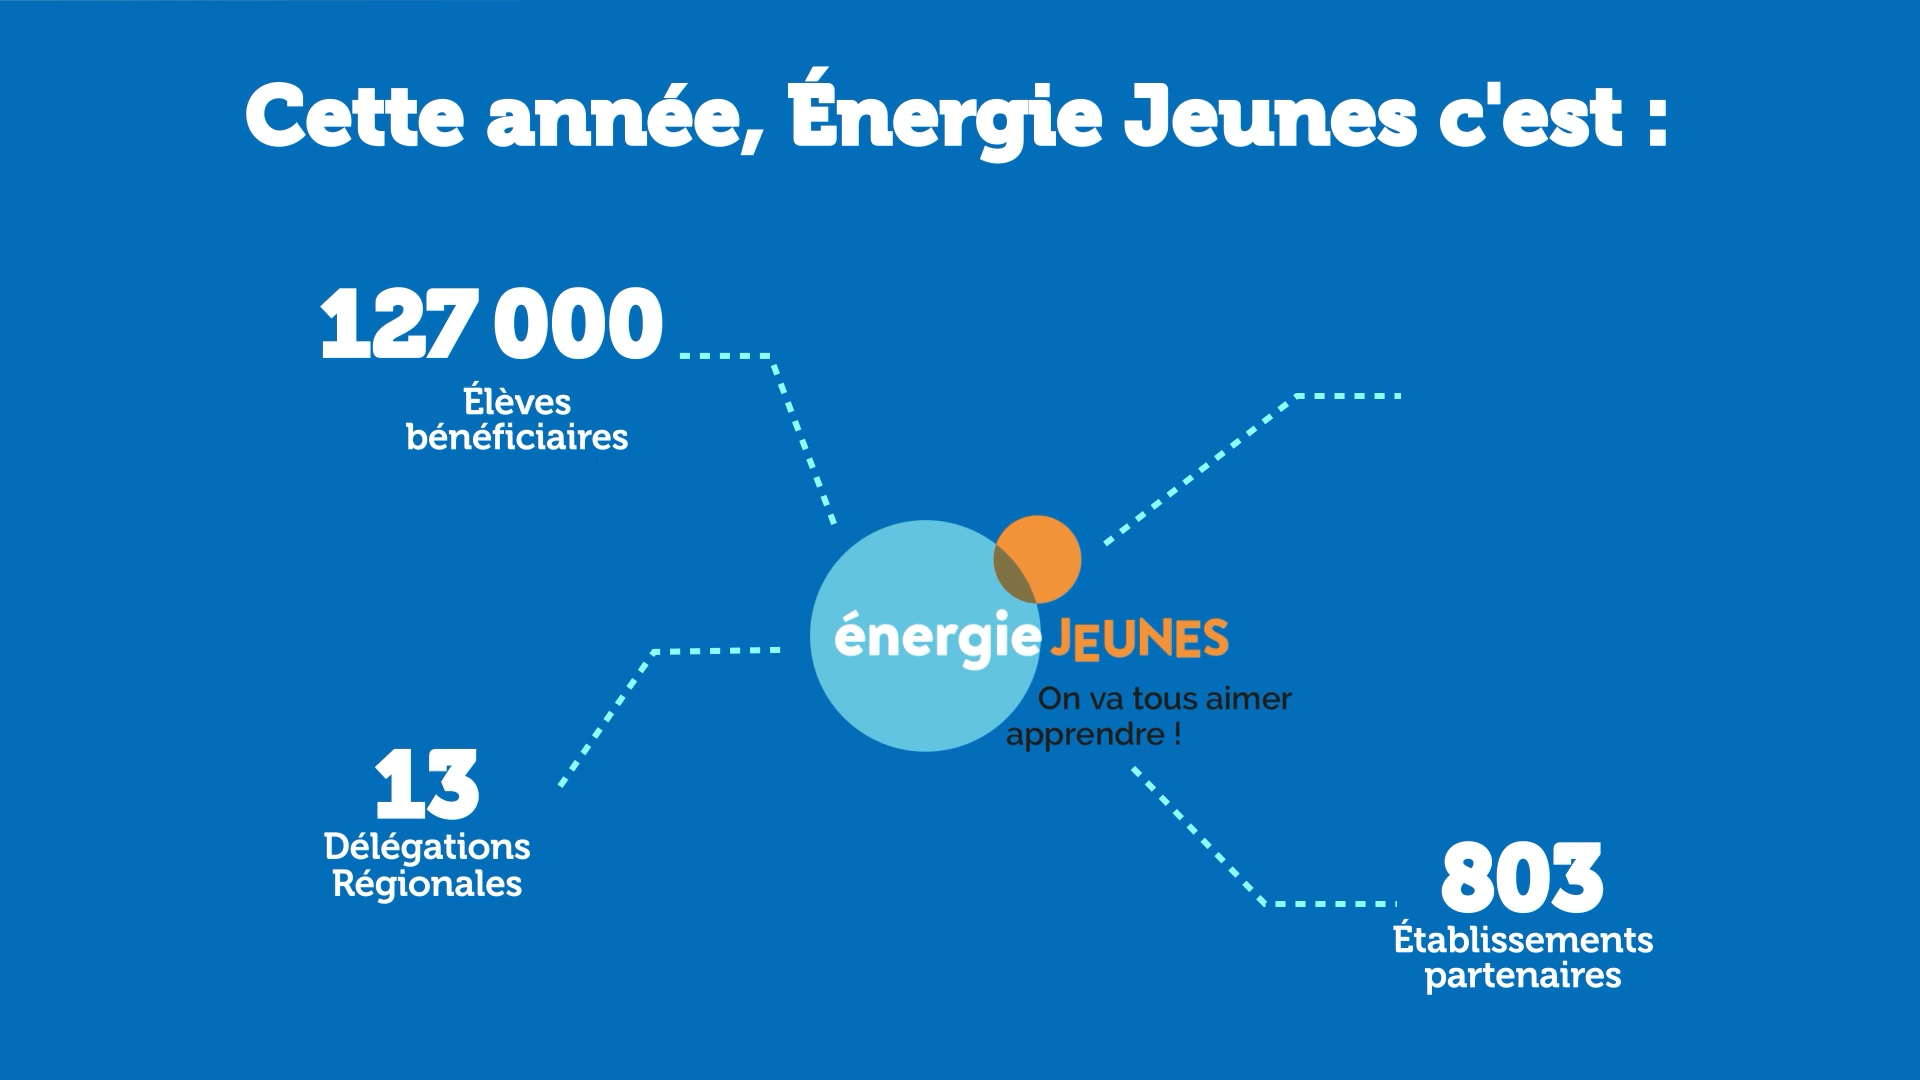 Cette année, Énergie Jeunes c'est :
127 000
Élèves
bénéficiaires
énergie JEUNES
On va tous aimer
apprendre !
13
Délégations
Régionales
803
Établissements
partenaires